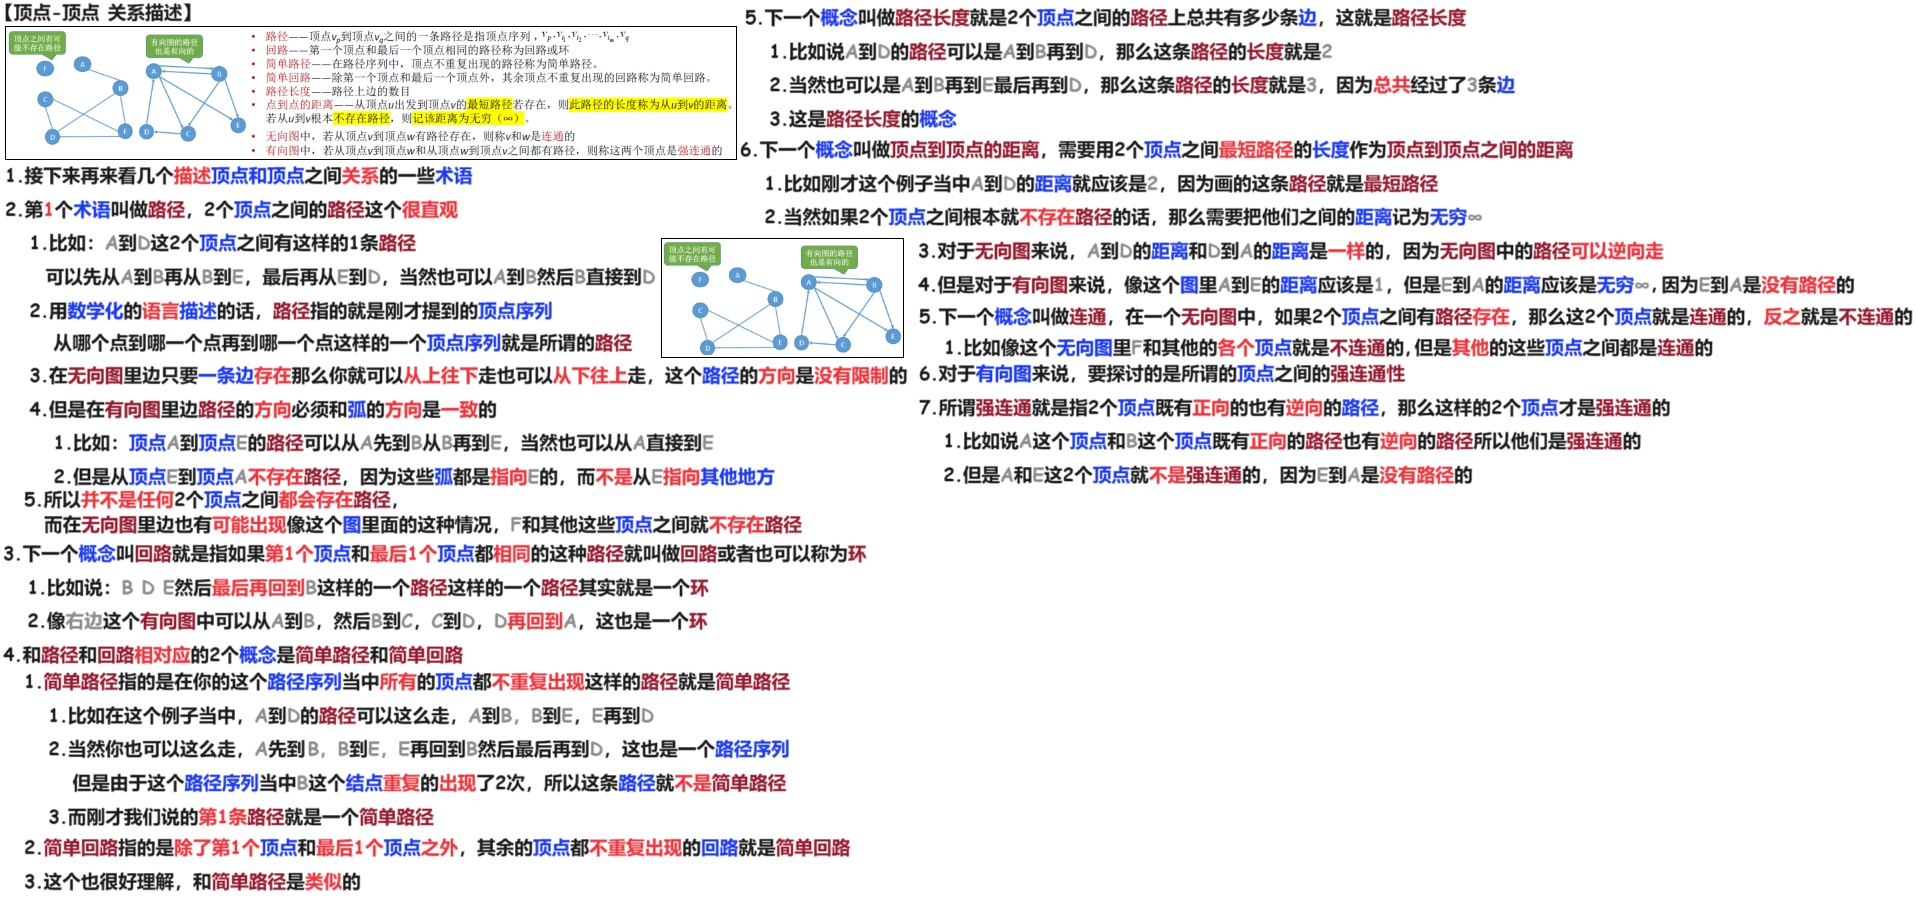 【顶点-顶点 关系描述】
顶点之间有可
能不存在路径
有向图的路径
也是有向的
F
A
B
C
D
E
A
B
C
D
E
• 路径——顶点vp到顶点vq之间的一条路径是指顶点序列，vp,vi1,vi2,⋯,vim,vq
• 回路——第一个顶点和最后一个顶点相同的路径称为回路或环
• 简单路径——在路径序列中，顶点不重复出现的路径称为简单路径。
• 简单回路——除第一个顶点和最后一个顶点外，其余顶点不重复出现的回路称为简单回路。
• 路径长度——路径上边的数目
• 点到点的距离——从顶点u出发到顶点v的最短路径若存在，则此路径的长度称为从u到v的距离。
若从u到v根本不存在路径，则记该距离为无穷（∞）。
• 无向图中，若从顶点v到顶点w有路径存在，则称v和w是连通的
• 有向图中，若从顶点v到顶点w和从顶点w到顶点v之间都有路径，则称这两个顶点是强连通的
1.接下来再来看几个描述顶点和顶点之间关系的一些术语
2.第1个术语叫做路径，2个顶点之间的路径这个很直观
1.比如：A到D这2个顶点之间有这样的1条路径
可以先从A到B再从B到E，最后再从E到D，当然也可以A到B然后B直接到D
2.用数学化的语言描述的话，路径指的就是刚才提到的顶点序列
从哪个点到哪一个点再到哪一个点这样的一个顶点序列就是所谓的路径
3.在无向图里边只要一条边存在那么你就可以从上往下走也可以从下往上走，这个路径的方向是没有限制的
4.但是在有向图里边路径的方向必须和弧的方向是一致的
1.比如：顶点A到顶点E的路径可以从A先到B从B再到E，当然也可以从A直接到E
2.但是从顶点E到顶点A不存在路径，因为这些弧都是指向E的，而不是从E指向其他地方
5.所以并不是任何2个顶点之间都会存在路径，
而在无向图里边也有可能出现像这个图里面的这种情况，F和其他这些顶点之间就不存在路径
3.下一个概念叫回路就是指如果第1个顶点和最后1个顶点都相同的这种路径就叫做回路或者也可以称为环
1.比如说：B D E然后最后再回到B这样的一个路径这样的一个路径其实就是一个环
2.像右边这个有向图中可以从A到B，然后B到C，C到D，D再回到A，这也是一个环
4.和路径和回路相对应的2个概念是简单路径和简单回路
1.简单路径指的是在你的这个路径序列当中所有的顶点都不重复出现这样的路径就是简单路径
1.比如在这个例子当中，A到D的路径可以这么走，A到B，B到E，E再到D
2.当然你也可以这么走，A先到B，B到E，E再回到B然后最后再到D，这也是一个路径序列
但是由于这个路径序列当中B这个结点重复的出现了2次，所以这条路径就不是简单路径
3.而刚才我们说的第1条路径就是一个简单路径
2.简单回路指的是除了第1个顶点和最后1个顶点之外，其余的顶点都不重复出现的回路就是简单回路
3.这个也很好理解，和简单路径是类似的
5.下一个概念叫做路径长度就是2个顶点之间的路径上总共有多少条边，这就是路径长度
1.比如说A到D的路径可以是A到B再到D，那么这条路径的长度就是2
2.当然也可以是A到B再到E最后再到D，那么这条路径的长度就是3，因为总共经过了3条边
3.这是路径长度的概念
6.下一个概念叫做顶点到顶点的距离，需要用2个顶点之间最短路径的长度作为顶点到顶点之间的距离
1.比如刚才这个例子当中A到D的距离就应该是2，因为画的这条路径就是最短路径
2.当然如果2个顶点之间根本就不存在路径的话，那么需要把他们之间的距离记为无穷∞
顶点之间有可
能不存在路径
有向图的路径
也是有向的
F
A
B
C
D
E
A
B
C
D
E
3.对于无向图来说，A到D的距离和D到A的距离是一样的，因为无向图中的路径可以逆向走
4.但是对于有向图来说，像这个图里A到E的距离应该是1，但是E到A的距离应该是无穷∞,因为E到A是没有路径的
5.下一个概念叫做连通，在一个无向图中，如果2个顶点之间有路径存在，那么这2个顶点就是连通的，反之就是不连通的
1.比如像这个无向图里F和其他的各个顶点就是不连通的,但是其他的这些顶点之间都是连通的
6.对于有向图来说，要探讨的是所谓的顶点之间的强连通性
7.所谓强连通就是指2个顶点既有正向的也有逆向的路径，那么这样的2个顶点才是强连通的
1.比如说A这个顶点和B这个顶点既有正向的路径也有逆向的路径所以他们是强连通的
2.但是A和E这2个顶点就不是强连通的，因为E到A是没有路径的